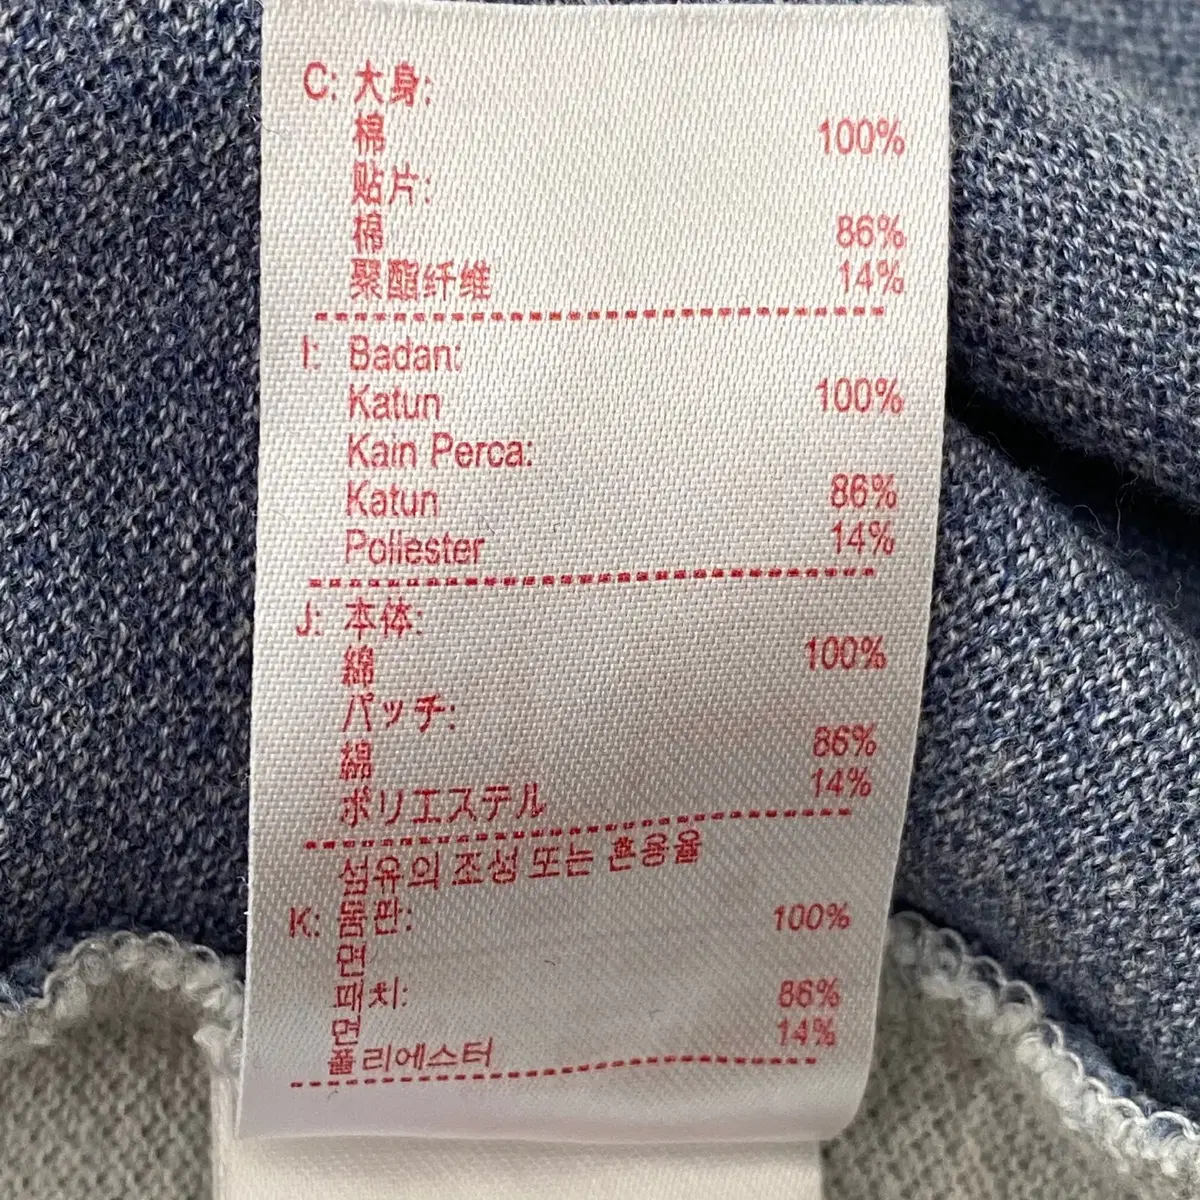 C: 大身:
棉 100%
贴片:
棉 86%
聚酯纤维 14%
I: Badan:
Katun 100%
Kain Perca:
Katun 86%
Poliester 14%
J: 本体:
綿 100%
パッチ:
綿 86%
ポリエステル 14%
섬유의 조성 또는 혼용율
K: 몸판: 100%
면
패치: 86%
면 14%
폴리에스터